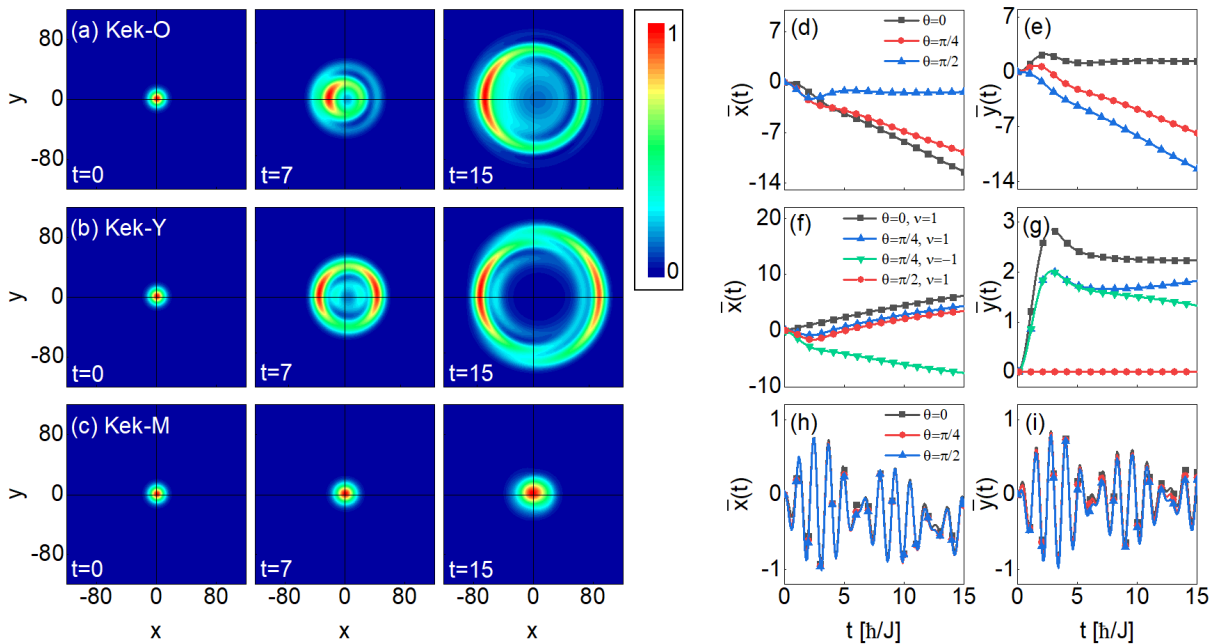 (a) Kek-O
80
0
-80
y
t=0
t=7
t=15
1
0
(b) Kek-Y
80
0
-80
y
t=0
t=7
t=15
(c) Kek-M
80
0
-80
y
t=0
t=7
t=15
-80 0 80
-80 0 80
-80 0 80
x
x
x
(d)
7
0
-7
-14
x̄(t)
θ=0
θ=π/4
θ=π/2
(e)
7
0
-7
-14
ȳ(t)
(f)
20
10
0
-10
x̄(t)
θ=0, ν=1
θ=π/4, ν=1
θ=π/4, ν=−1
θ=π/2, ν=1
(g)
3
2
1
0
ȳ(t)
(h)
1
0
-1
x̄(t)
θ=0
θ=π/4
θ=π/2
(i)
1
0
-1
ȳ(t)
0 5 10 15
0 5 10 15
t [ħ/J]
t [ħ/J]